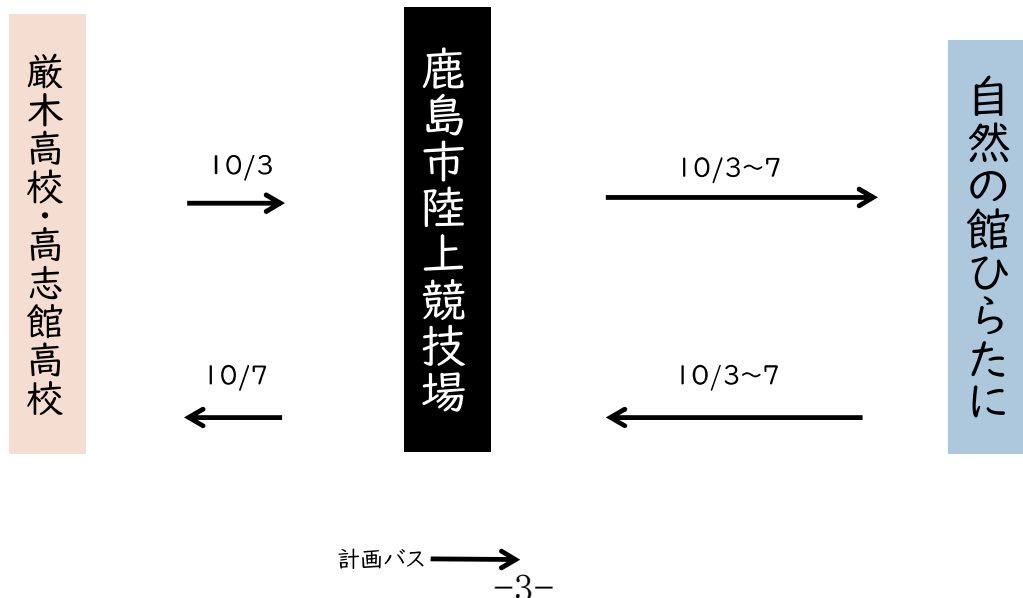 厳木高校・高志館高校
10/3
10/7
鹿島市陸上競技場
10/3~7
10/3~7
自然の館ひらたに
計画バス
-3-